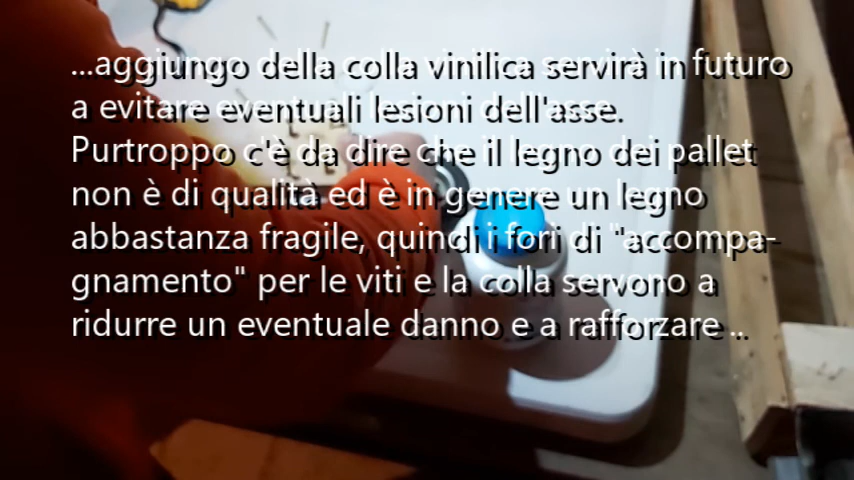 ...aggiungo della colla vinilica servirà in futuro
a evitare eventuali lesioni dell'asse.
Purtroppo c'è da dire che il legno dei pallet
non è di qualità ed è in genere un legno
abbastanza fragile, quindi i fori di "accompa-
gnamento" per le viti e la colla servono a
ridurre un eventuale danno e a rafforzare ..